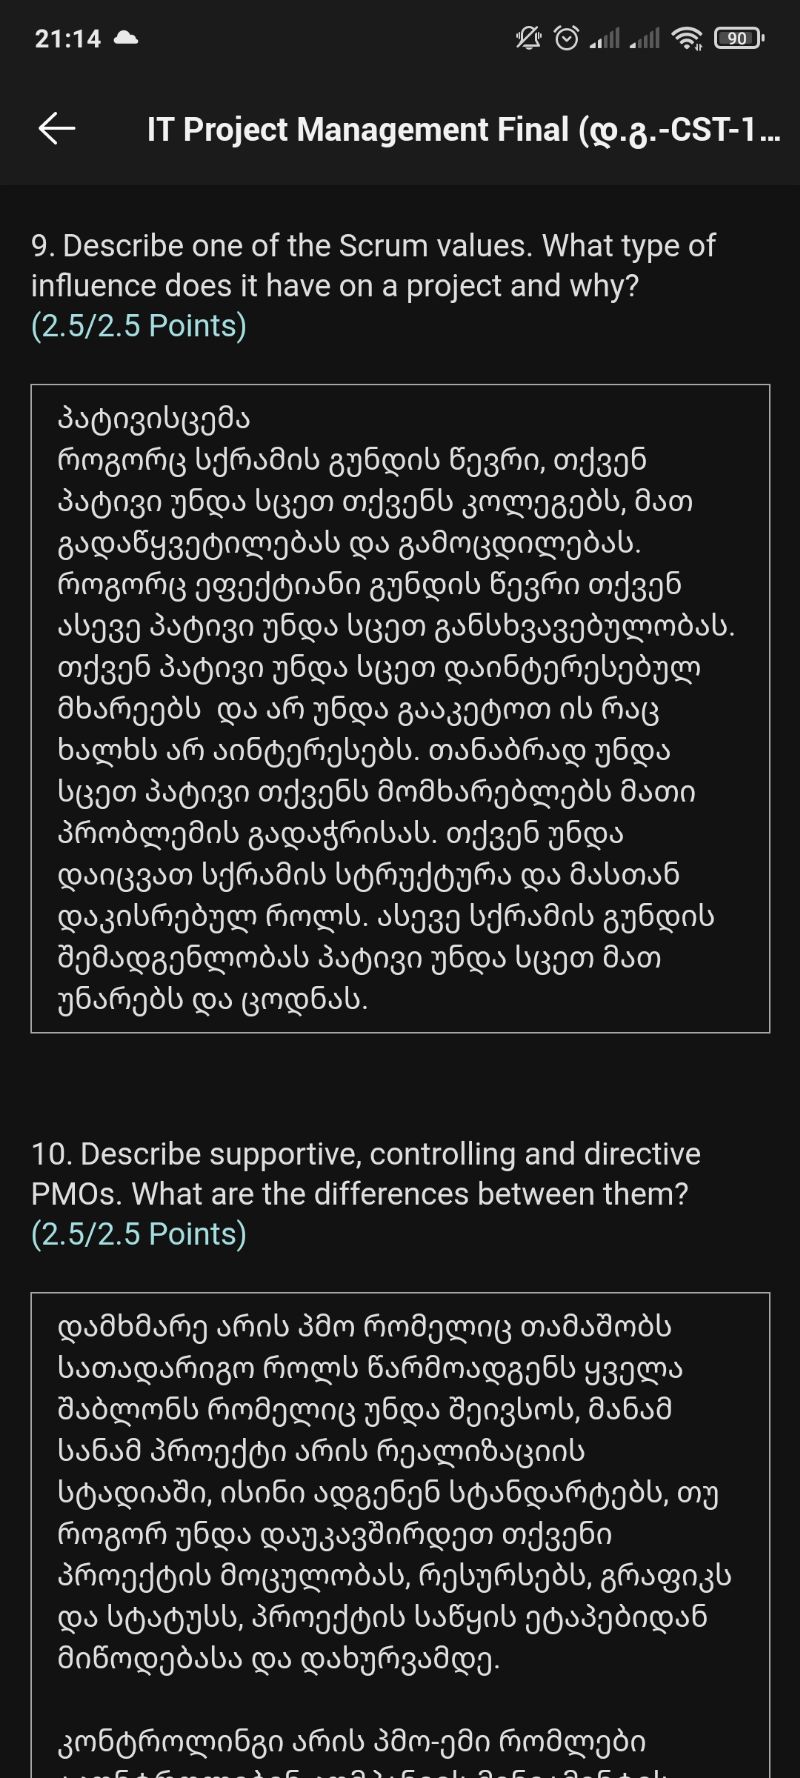 21:14
90
IT Project Management Final (დ.გ.-CST-1...
9. Describe one of the Scrum values. What type of
influence does it have on a project and why?
(2.5/2.5 Points)
პატივისცემა
როგორც სქრამის გუნდის წევრი, თქვენ
პატივი უნდა სცეთ თქვენს კოლეგებს, მათ
გადაწყვეტილებას და გამოცდილებას.
როგორც ეფექტიანი გუნდის წევრი თქვენ
ასევე პატივი უნდა სცეთ განსხვავებულობას.
თქვენ პატივი უნდა სცეთ დაინტერესებულ
მხარეებს  და არ უნდა გააკეტოთ ის რაც
ხალხს არ აინტერესებს. თანაბრად უნდა
სცეთ პატივი თქვენს მომხარებლებს მათი
პრობლემის გადაჭრისას. თქვენ უნდა
დაიცვათ სქრამის სტრუქტურა და მასთან
დაკისრებულ როლს. ასევე სქრამის გუნდის
შემადგენლობას პატივი უნდა სცეთ მათ
უნარებს და ცოდნას.
10. Describe supportive, controlling and directive
PMOs. What are the differences between them?
(2.5/2.5 Points)
დამხმარე არის პმო რომელიც თამაშობს
სათადარიგო როლს წარმოადგენს ყველა
შაბლონს რომელიც უნდა შეივსოს, მანამ
სანამ პროექტი არის რეალიზაციის
სტადიაში, ისინი ადგენენ სტანდარტებს, თუ
როგორ უნდა დაუკავშირდეთ თქვენი
პროექტის მოცულობას, რესურსებს, გრაფიკს
და სტატუსს, პროექტის საწყის ეტაპებიდან
მიწოდებასა და დახურვამდე.
კონტროლინგი არის პმო-ემი რომლები